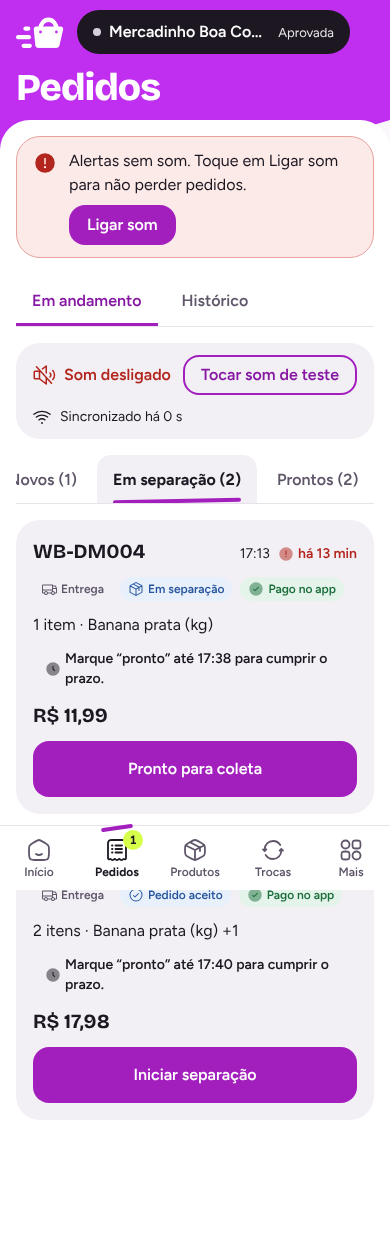 Mercadinho Boa Co... Aprovada
Pedidos
Alertas sem som. Toque em Ligar som
para não perder pedidos.
Ligar som
Em andamento Histórico
Som desligado Tocar som de teste
Sincronizado há 0 s
Novos (1) Em separação (2) Prontos (2)
WB-DM004 17:13 há 13 min
Entrega Em separação Pago no app
1 item · Banana prata (kg)
Marque “pronto” até 17:38 para cumprir o
prazo.
R$ 11,99
Pronto para coleta
1
Início Pedidos Produtos Trocas Mais
Entrega Pedido aceito Pago no app
2 itens · Banana prata (kg) +1
Marque “pronto” até 17:40 para cumprir o
prazo.
R$ 17,98
Iniciar separação